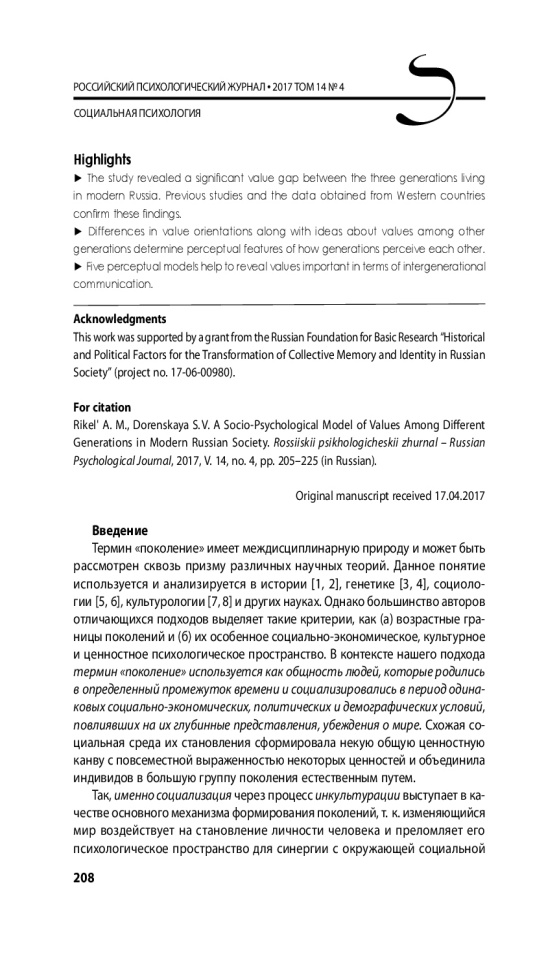 РОССИЙСКИЙ ПСИХОЛОГИЧЕСКИЙ ЖУРНАЛ • 2017 ТОМ 14 № 4
СОЦИАЛЬНАЯ ПСИХОЛОГИЯ
Highlights
▶ The study revealed a significant value gap between the three generations living
in modern Russia. Previous studies and the data obtained from Western countries
confirm these findings.
▶ Differences in value orientations along with ideas about values among other
generations determine perceptual features of how generations perceive each other.
▶ Five perceptual models help to reveal values important in terms of intergenerational
communication.
Acknowledgments
This work was supported by a grant from the Russian Foundation for Basic Research “Historical
and Political Factors for the Transformation of Collective Memory and Identity in Russian
Society” (project no. 17-06-00980).
For citation
Rikel' A. M., Dorenskaya S. V. A Socio-Psychological Model of Values Among Different
Generations in Modern Russian Society. Rossiiskii psikhologicheskii zhurnal – Russian
Psychological Journal, 2017, V. 14, no. 4, pp. 205–225 (in Russian).
Original manuscript received 17.04.2017
Введение
Термин «поколение» имеет междисциплинарную природу и может быть
рассмотрен сквозь призму различных научных теорий. Данное понятие
используется и анализируется в истории [1, 2], генетике [3, 4], социоло-
гии [5, 6], культурологии [7, 8] и других науках. Однако большинство авторов
отличающихся подходов выделяет такие критерии, как (а) возрастные гра-
ницы поколений и (б) их особенное социально-экономическое, культурное
и ценностное психологическое пространство. В контексте нашего подхода
термин «поколение» используется как общность людей, которые родились
в определенный промежуток времени и социализировались в период одина-
ковых социально-экономических, политических и демографических условий,
повлиявших на их глубинные представления, убеждения о мире. Схожая со-
циальная среда их становления сформировала некую общую ценностную
канву с повсеместной выраженностью некоторых ценностей и объединила
индивидов в большую группу поколения естественным путем.
Так, именно социализация через процесс инкультурации выступает в ка-
честве основного механизма формирования поколений, т. к. изменяющийся
мир воздействует на становление личности человека и преломляет его
психологическое пространство для синергии с окружающей социальной
208